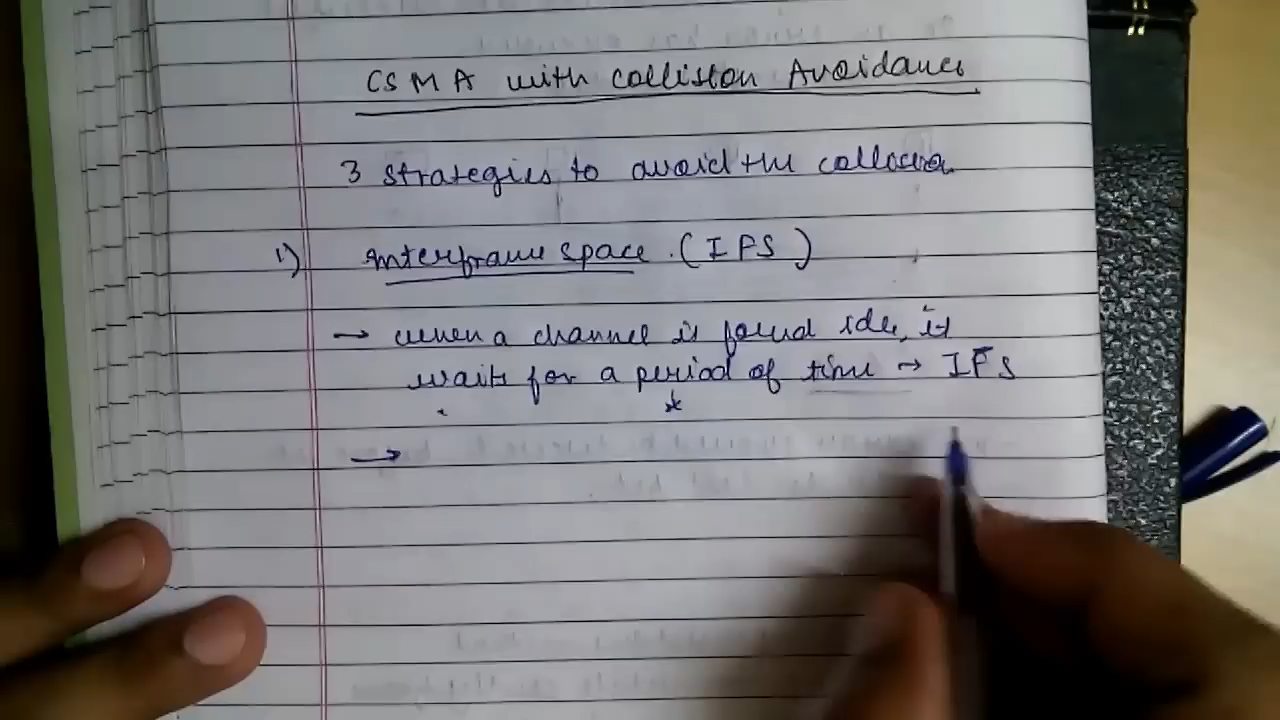 CSMA with collision Avoidance
3 strategies to avoid the collision
1) Interframe space. (IFS)
→ when a channel is found idle, it
waits for a period of time → IFS
*
→